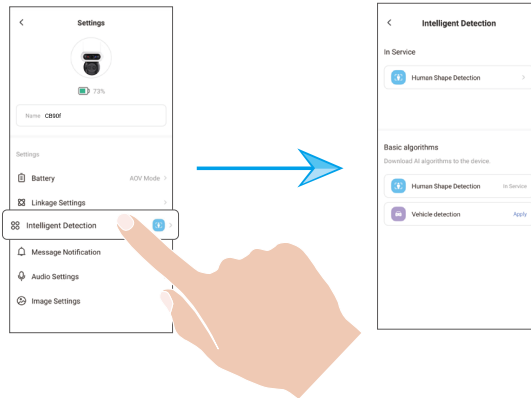 Settings
73%
Name CB90f
Settings
Battery AOV Mode
Linkage Settings
Intelligent Detection
Message Notification
Audio Settings
Image Settings
Intelligent Detection
In Service
Human Shape Detection
Basic algorithms
Download AI algorithms to the device.
Human Shape Detection In Service
Vehicle detection Apply